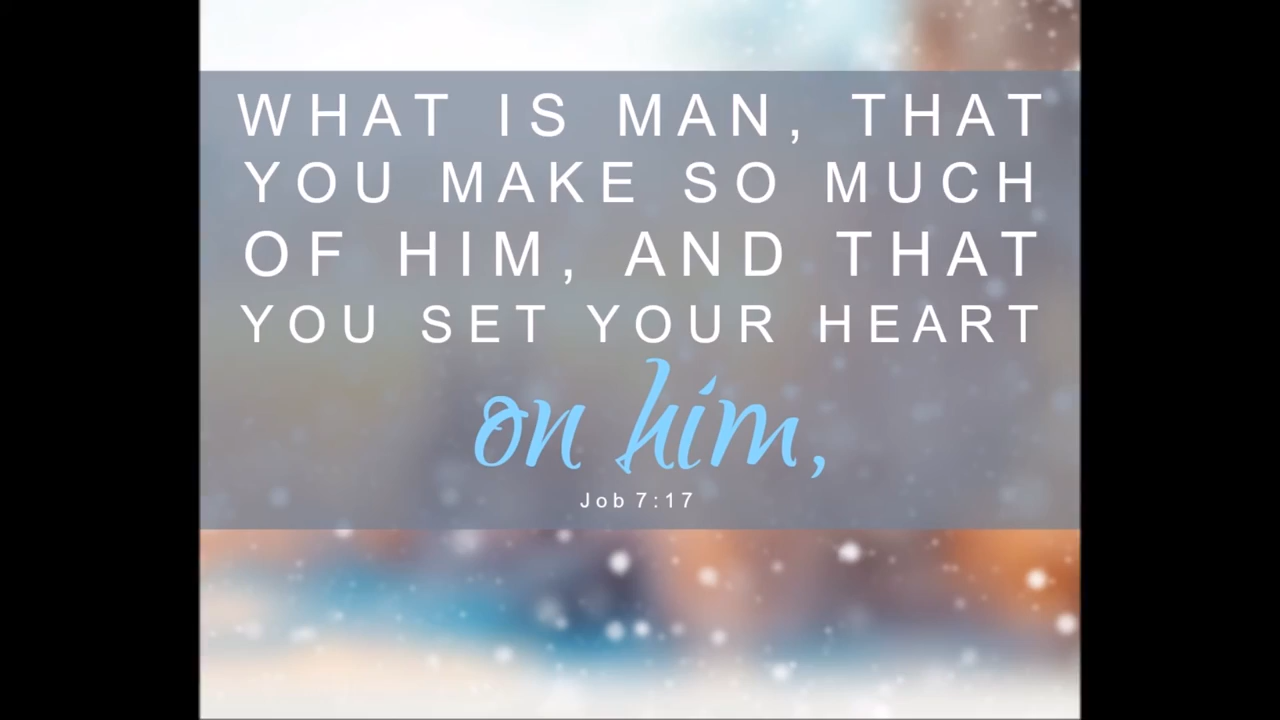 WHAT IS MAN, THAT
YOU MAKE SO MUCH
OF HIM, AND THAT
YOU SET YOUR HEART
on him,
Job 7:17